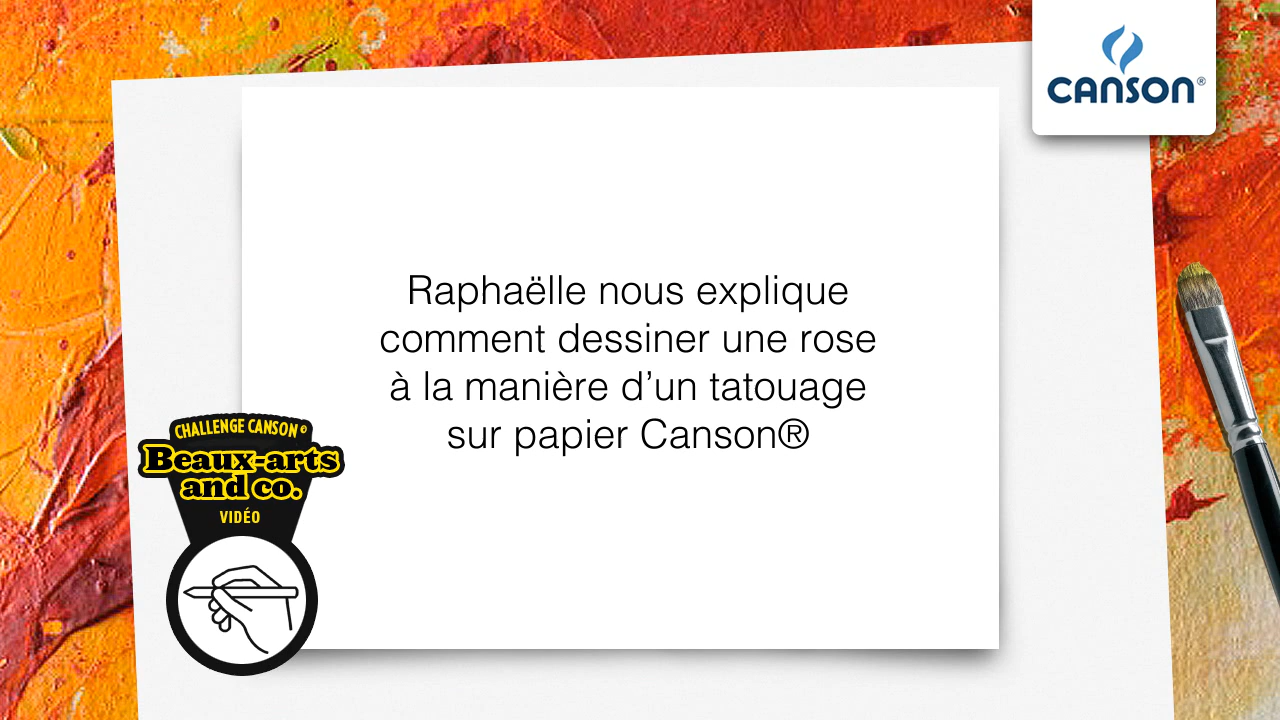 CANSON®
Raphaëlle nous explique
comment dessiner une rose
à la manière d’un tatouage
sur papier Canson®
CHALLENGE CANSON©
Beaux-arts
and co.
VIDÉO